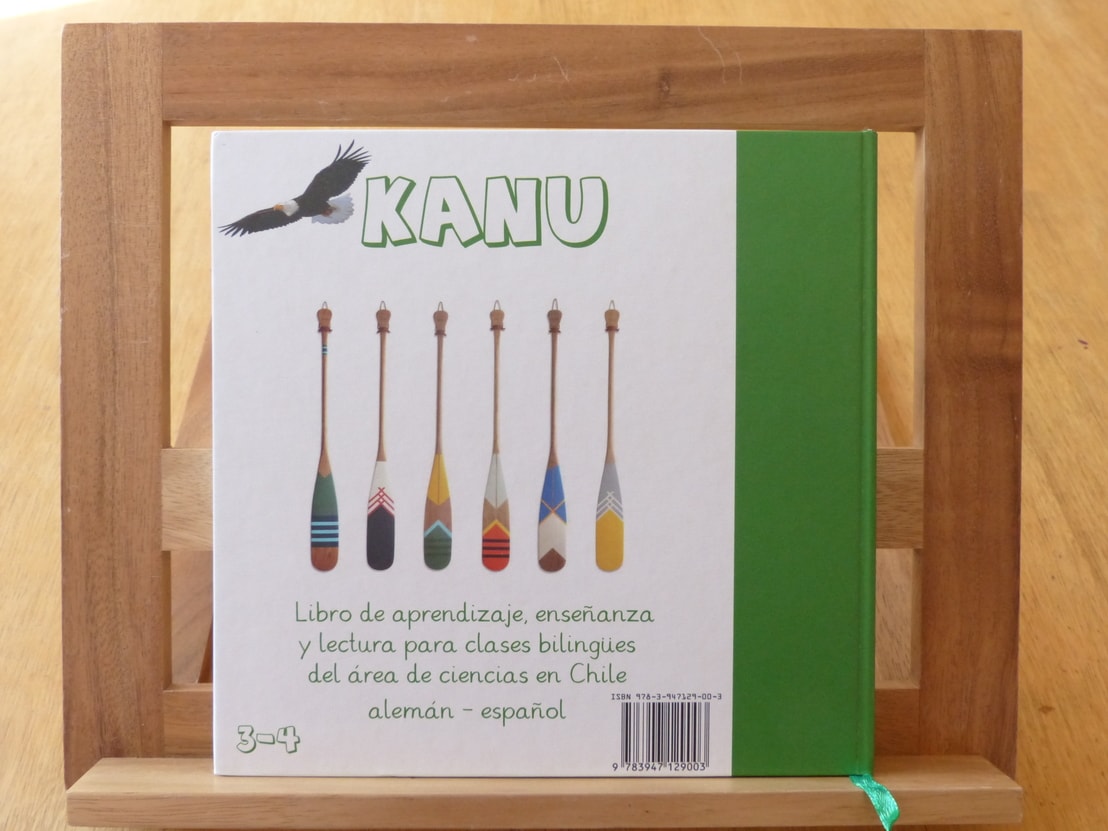 KANU
Libro de aprendizaje, enseñanza
y lectura para clases bilingües
del área de ciencias en Chile
alemán - español
ISBN 978-3-947129-00-3
9 783947 129003
3-4